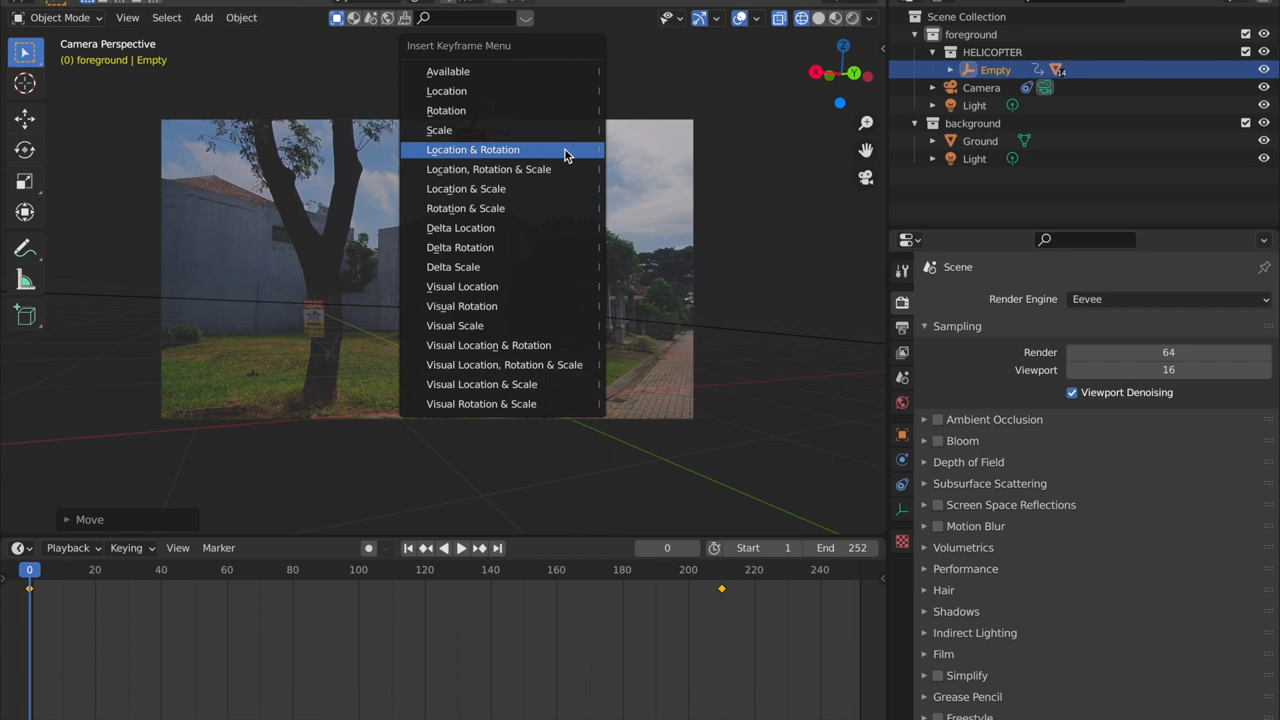 Object Mode
View
Select
Add
Object
Camera Perspective
(0) foreground | Empty
Insert Keyframe Menu
Available
Location
Rotation
Scale
Location & Rotation
Location, Rotation & Scale
Location & Scale
Rotation & Scale
Delta Location
Delta Rotation
Delta Scale
Visual Location
Visual Rotation
Visual Scale
Visual Location & Rotation
Visual Location, Rotation & Scale
Visual Location & Scale
Visual Rotation & Scale
Z
X
Y
Move
Scene Collection
foreground
HELICOPTER
Empty
14
Camera
Light
background
Ground
Light
Scene
Render Engine
Eevee
Sampling
Render 64
Viewport 16
Viewport Denoising
Ambient Occlusion
Bloom
Depth of Field
Subsurface Scattering
Screen Space Reflections
Motion Blur
Volumetrics
Performance
Hair
Shadows
Indirect Lighting
Film
Simplify
Grease Pencil
Freestyle
Playback
Keying
View
Marker
0
Start 1
End 252
0 20 40 60 80 100 120 140 160 180 200 220 240